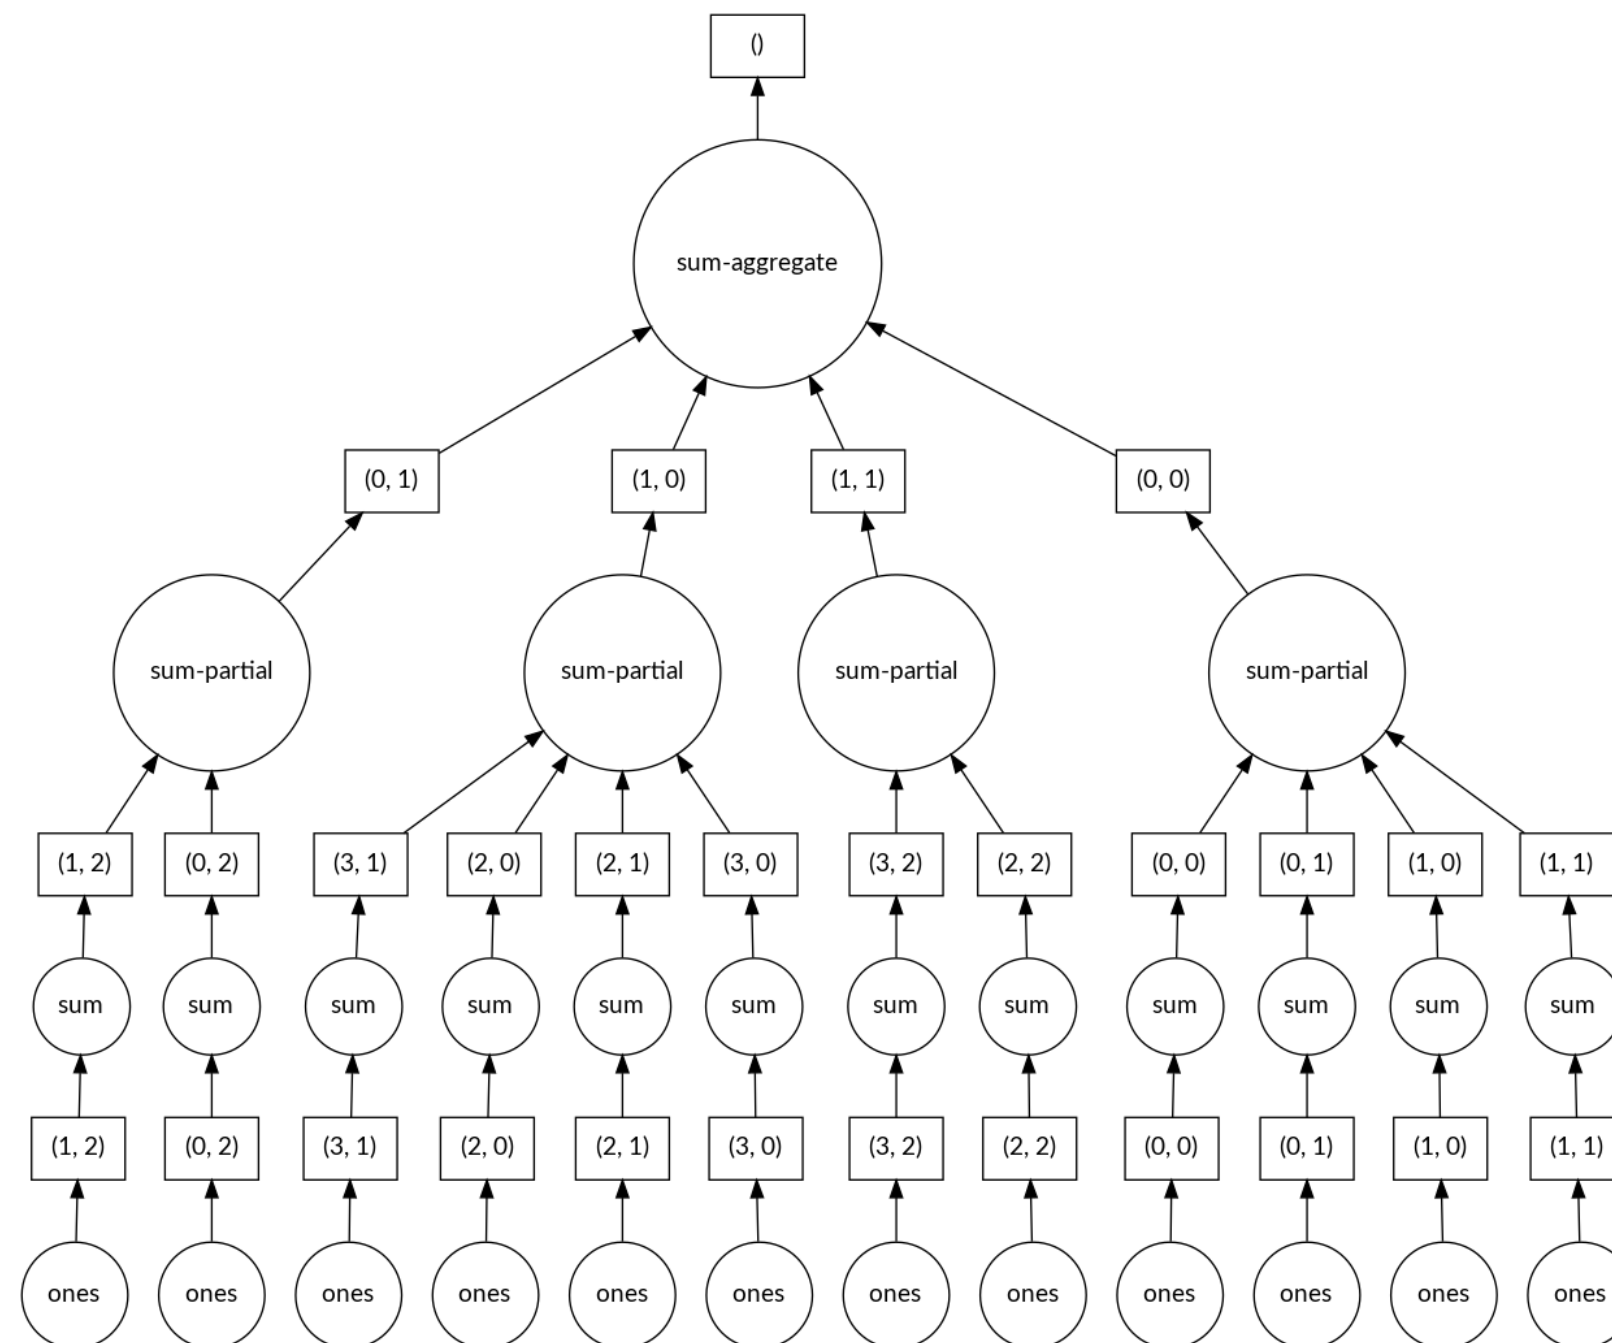 ()
sum-aggregate
(0, 1) (1, 0) (1, 1) (0, 0)
sum-partial sum-partial sum-partial sum-partial
(1, 2) (0, 2) (3, 1) (2, 0) (2, 1) (3, 0) (3, 2) (2, 2) (0, 0) (0, 1) (1, 0) (1, 1)
sum sum sum sum sum sum sum sum sum sum sum sum
(1, 2) (0, 2) (3, 1) (2, 0) (2, 1) (3, 0) (3, 2) (2, 2) (0, 0) (0, 1) (1, 0) (1, 1)
ones ones ones ones ones ones ones ones ones ones ones ones